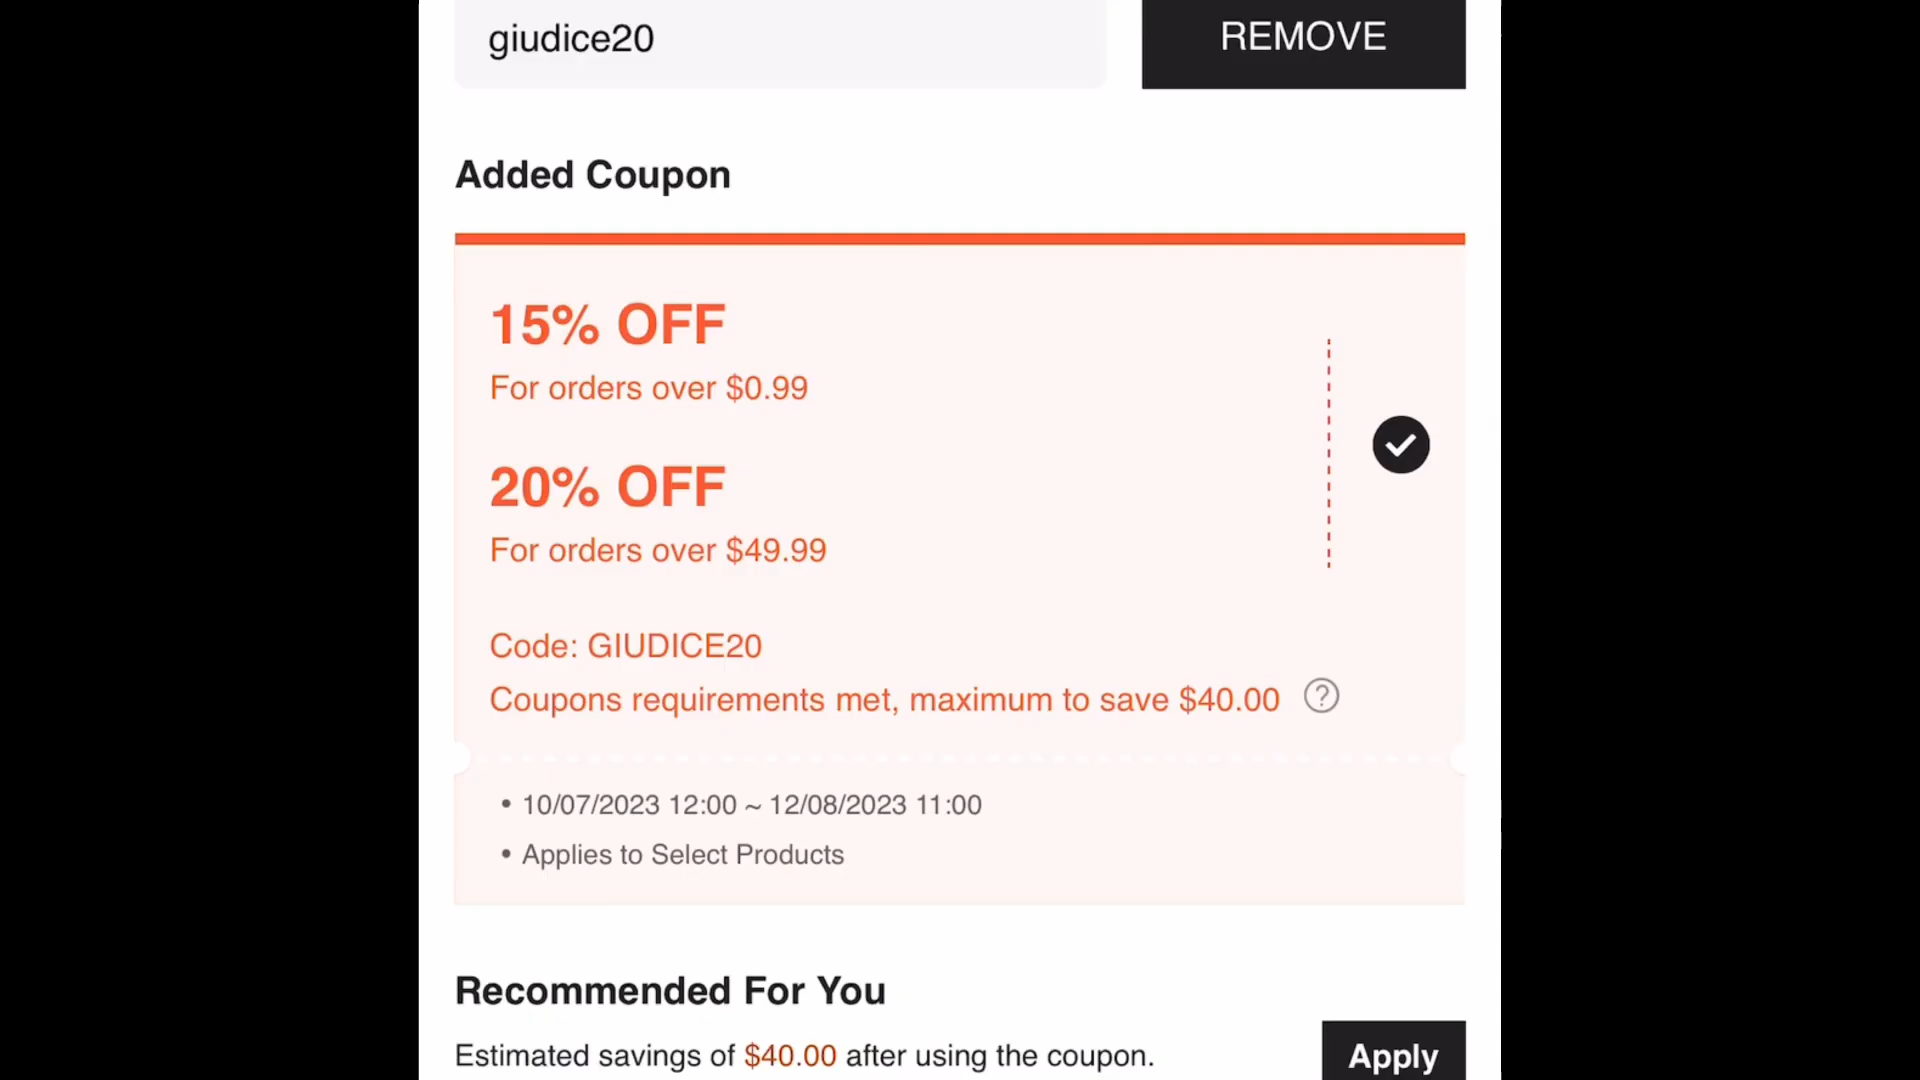 giudice20
REMOVE
Added Coupon
15% OFF
For orders over $0.99
20% OFF
For orders over $49.99
Code: GIUDICE20
Coupons requirements met, maximum to save $40.00 ?
• 10/07/2023 12:00 ~ 12/08/2023 11:00
• Applies to Select Products
Recommended For You
Estimated savings of $40.00 after using the coupon.
Apply